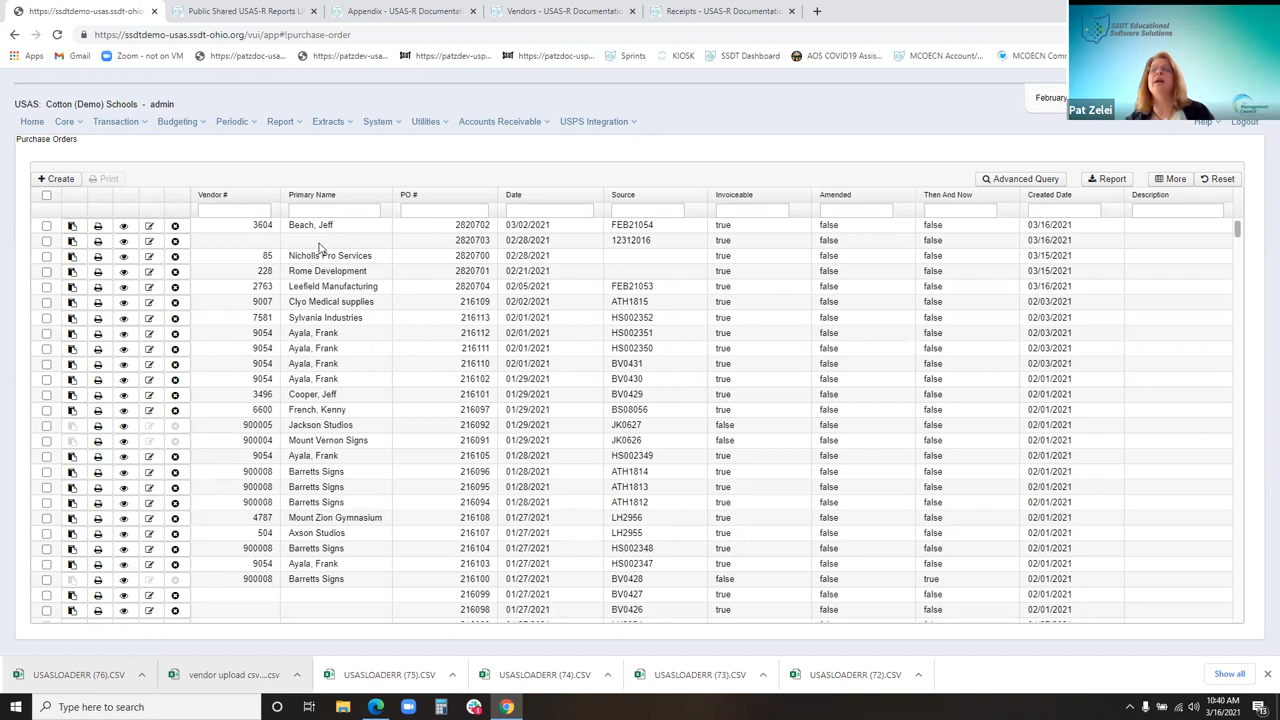 https://ssdtdemo-usas.ssdt-ohio.org
Public Shared USAS-R Reports Li
Appendix - USAS-R Documentati
Vendors - USAS-R Documentation
Receipts - USAS-R Documentatio
https://ssdtdemo-usas.ssdt-ohio.org/vui/app#!purchase-order
SSDT Educational
Software Solutions
Apps Gmail Zoom - not on VM https://patzdoc-usa... https://patzdev-usa... https://patzdev-usp... https://patzdoc-usp... Sprints KIOSK SSDT Dashboard AOS COVID19 Assis... MCOECN Account/... MCOECN Com
Management
Council
Pat Zelei
USAS: Cotton (Demo) Schools - admin
February
Home Core Transaction Budgeting Periodic Report Extracts System Utilities Accounts Receivable USPS Integration Help Logout
Purchase Orders
Create Print Advanced Query Report More Reset
Vendor # Primary Name PO # Date Source Invoiceable Amended Then And Now Created Date Description
3604 Beach, Jeff 2820702 03/02/2021 FEB21054 true false false 03/16/2021
2820703 02/28/2021 12312016 true false false 03/16/2021
85 Nicholls Pro Services 2820700 02/28/2021 true false false 03/15/2021
228 Rome Development 2820701 02/21/2021 true false false 03/15/2021
2763 Leefield Manufacturing 2820704 02/05/2021 FEB21053 true false false 03/16/2021
9007 Clyo Medical supplies 216109 02/02/2021 ATH1815 true false false 02/03/2021
7581 Sylvania Industries 216113 02/01/2021 HS002352 true false false 02/03/2021
9054 Ayala, Frank 216112 02/01/2021 HS002351 true false false 02/03/2021
9054 Ayala, Frank 216111 02/01/2021 HS002350 true false false 02/03/2021
9054 Ayala, Frank 216110 02/01/2021 BV0431 true false false 02/03/2021
9054 Ayala, Frank 216102 01/29/2021 BV0430 true false false 02/01/2021
3496 Cooper, Jeff 216101 01/29/2021 BV0429 true false false 02/01/2021
6600 French, Kenny 216097 01/29/2021 BS08056 true false false 02/01/2021
900005 Jackson Studios 216092 01/29/2021 JK0627 false false false 02/01/2021
900004 Mount Vernon Signs 216091 01/29/2021 JK0626 false false false 02/01/2021
9054 Ayala, Frank 216105 01/28/2021 HS002349 true false false 02/01/2021
900008 Barretts Signs 216096 01/28/2021 ATH1814 true false false 02/01/2021
900008 Barretts Signs 216095 01/28/2021 ATH1813 true false false 02/01/2021
900008 Barretts Signs 216094 01/28/2021 ATH1812 true false false 02/01/2021
4787 Mount Zion Gymnasium 216108 01/27/2021 LH2956 true false false 02/01/2021
504 Axson Studios 216107 01/27/2021 LH2955 true false false 02/01/2021
900008 Barretts Signs 216104 01/27/2021 HS002348 true false false 02/01/2021
9054 Ayala, Frank 216103 01/27/2021 HS002347 true false false 02/01/2021
900008 Barretts Signs 216100 01/27/2021 BV0428 false false true 02/01/2021
216099 01/27/2021 BV0427 true false false 02/01/2021
216098 01/27/2021 BV0426 true false false 02/01/2021
USASLOADERR (76).CSV vendor upload csv....csv USASLOADERR (75).CSV USASLOADERR (74).CSV USASLOADERR (73).CSV USASLOADERR (72).CSV Show all
Type here to search
10:40 AM
3/16/2021
13